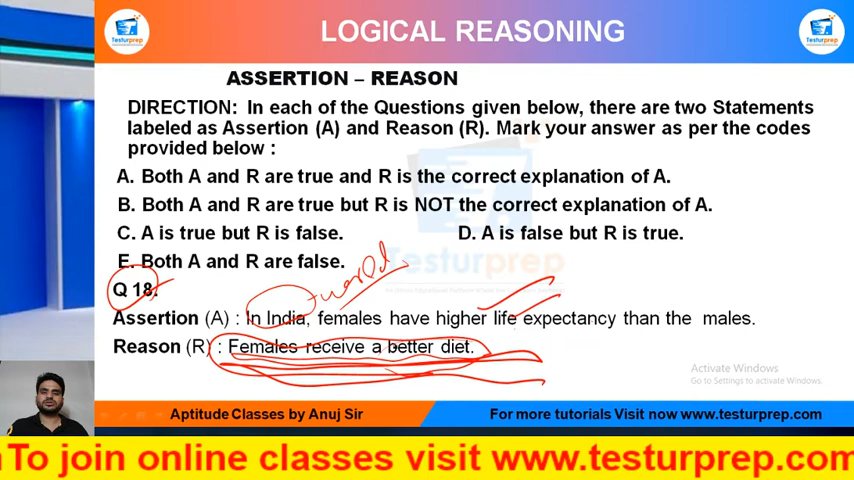 LOGICAL REASONING
Testurprep
Testurprep
ASSERTION – REASON
DIRECTION: In each of the Questions given below, there are two Statements
labeled as Assertion (A) and Reason (R). Mark your answer as per the codes
provided below :
A. Both A and R are true and R is the correct explanation of A.
B. Both A and R are true but R is NOT the correct explanation of A.
C. A is true but R is false.
D. A is false but R is true.
E. Both A and R are false.
world
Testurprep
Q 18.
Assertion (A) : In India, females have higher life expectancy than the males.
Reason (R) : Females receive a better diet.
Activate Windows
Go to Settings to activate Windows.
Aptitude Classes by Anuj Sir
For more tutorials Visit now www.testurprep.com
To join online classes visit www.testurprep.com